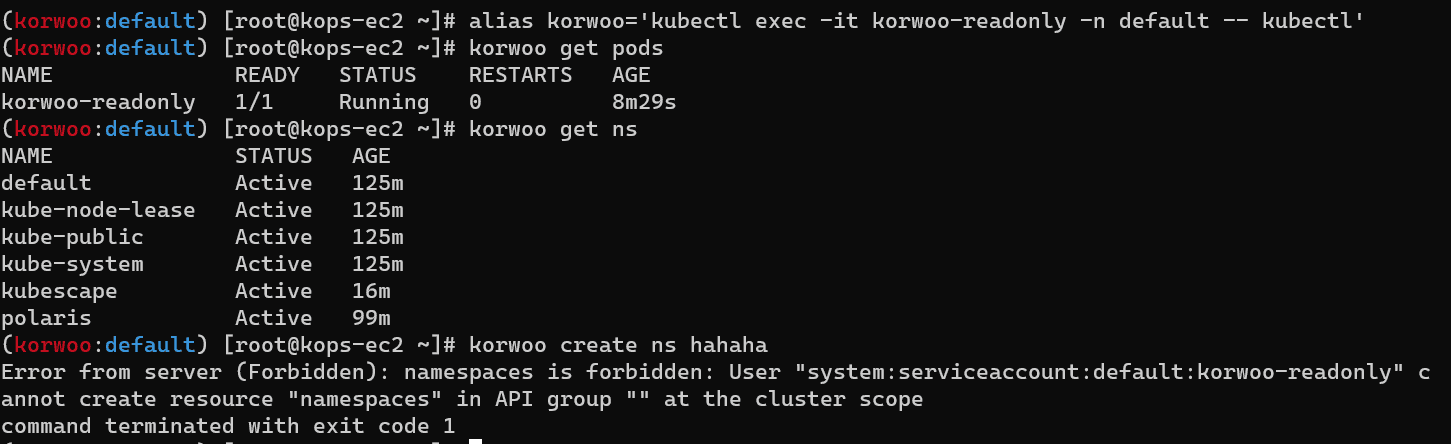 (korwoo:default) [root@kops-ec2 ~]# alias korwoo='kubectl exec -it korwoo-readonly -n default -- kubectl'
(korwoo:default) [root@kops-ec2 ~]# korwoo get pods
NAME              READY   STATUS    RESTARTS   AGE
korwoo-readonly   1/1     Running   0          8m29s
(korwoo:default) [root@kops-ec2 ~]# korwoo get ns
NAME              STATUS   AGE
default           Active   125m
kube-node-lease   Active   125m
kube-public       Active   125m
kube-system       Active   125m
kubescape         Active   16m
polaris           Active   99m
(korwoo:default) [root@kops-ec2 ~]# korwoo create ns hahaha
Error from server (Forbidden): namespaces is forbidden: User "system:serviceaccount:default:korwoo-readonly" c
annot create resource "namespaces" in API group "" at the cluster scope
command terminated with exit code 1